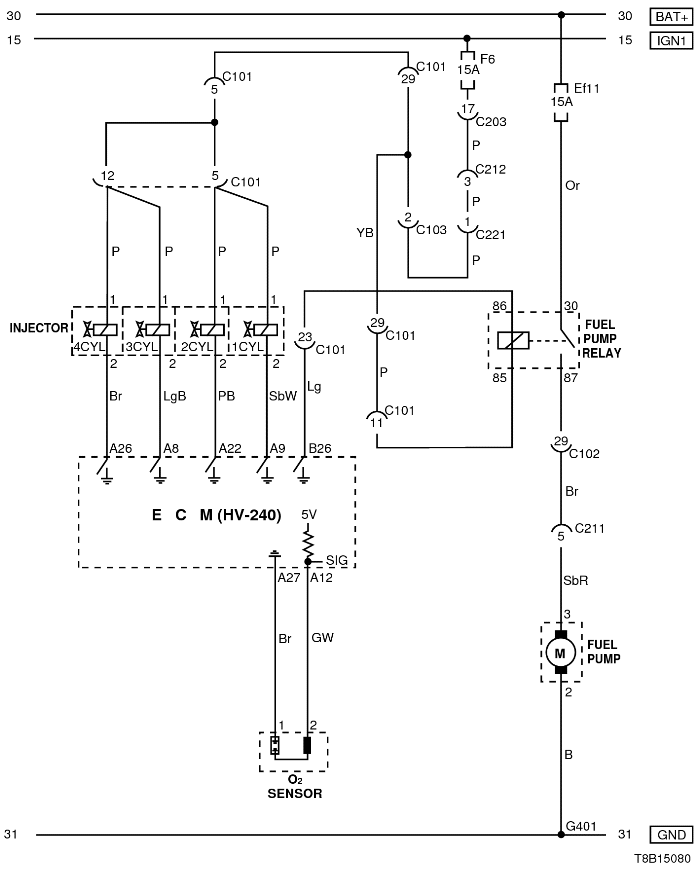 30 30 BAT+
15 15 IGN1
F6
C101 C101 15A
5 29 Ef11
15A
17
C203
P
12 5 C101 C212
3 Or
P
2 1
YB C103 C221
P P P P P
1 1 1 1 86 30
INJECTOR 23 29 FUEL
C101 C101 PUMP
4CYL 3CYL 2CYL 1CYL RELAY
2 2 2 2 85 87
P
Br LgB PB SbW Lg
C101
11
29
A26 A8 A22 A9 B26 C102
Br
E C M (HV-240) 5V
C211
5
SIG
A27 A12
SbR
3
Br GW FUEL
M PUMP
2
1 2
B
O2
SENSOR
G401
31 31 GND
T8B15080